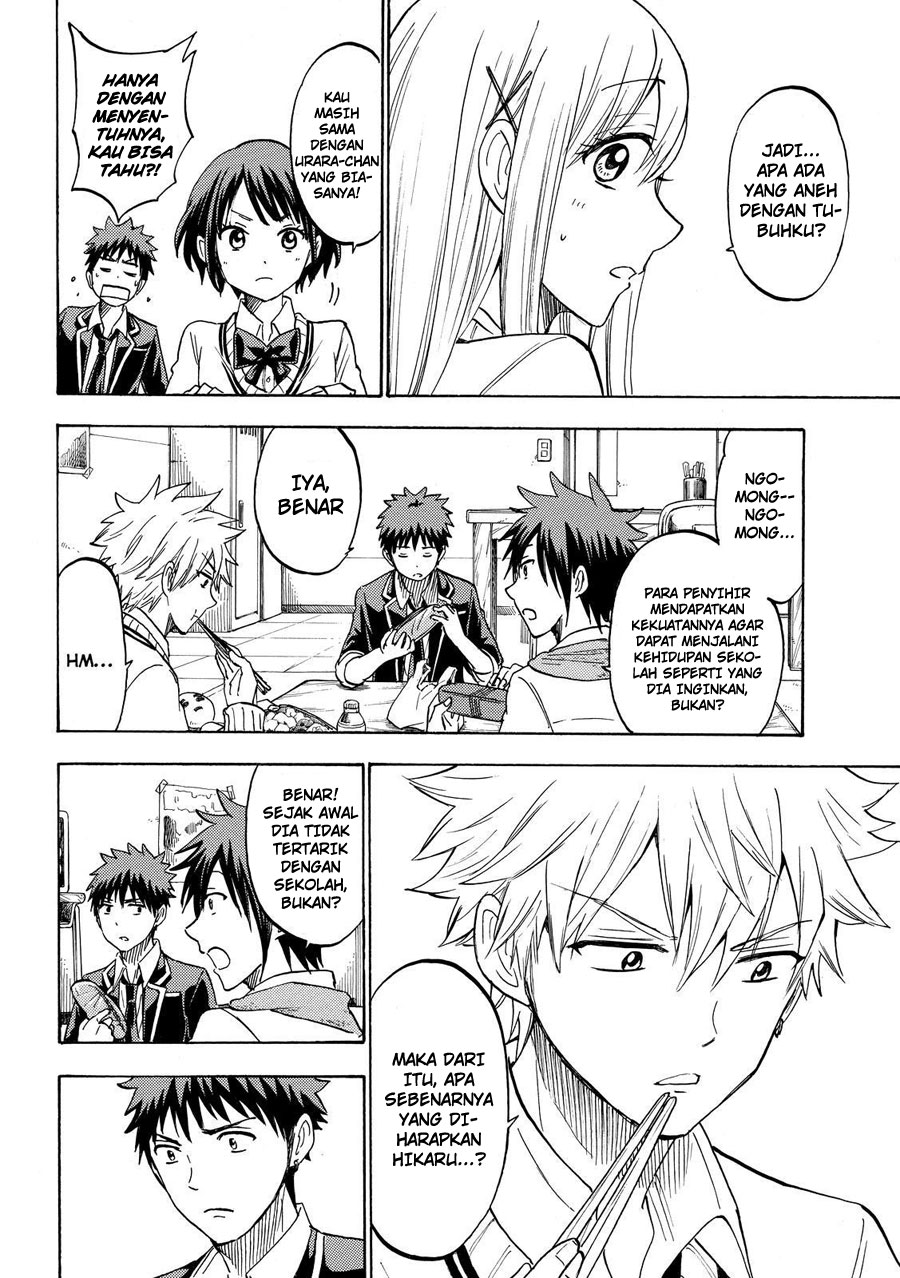 JADI...
APA ADA
YANG ANEH
DENGAN TU-
BUHKU?
KAU
MASIH
SAMA
DENGAN
URARA-CHAN
YANG BIA-
SANYA!
HANYA
DENGAN
MENYEN-
TUHNYA,
KAU BISA
TAHU?!
NGO-
MONG--
NGO-
MONG...
PARA PENYIHIR
MENDAPATKAN
KEKUATANNYA AGAR
DAPAT MENJALANI
KEHIDUPAN SEKO-
LAH SEPERTI YANG
DIA INGINKAN,
BUKAN?
IYA,
BENAR
HM...
MAKA DARI
ITU, APA
SEBENARNYA
YANG DI-
HARAPKAN
HIKARU...?
BENAR!
SEJAK AWAL
DIA TIDAK
TERTARIK
DENGAN
SEKOLAH,
BUKAN?